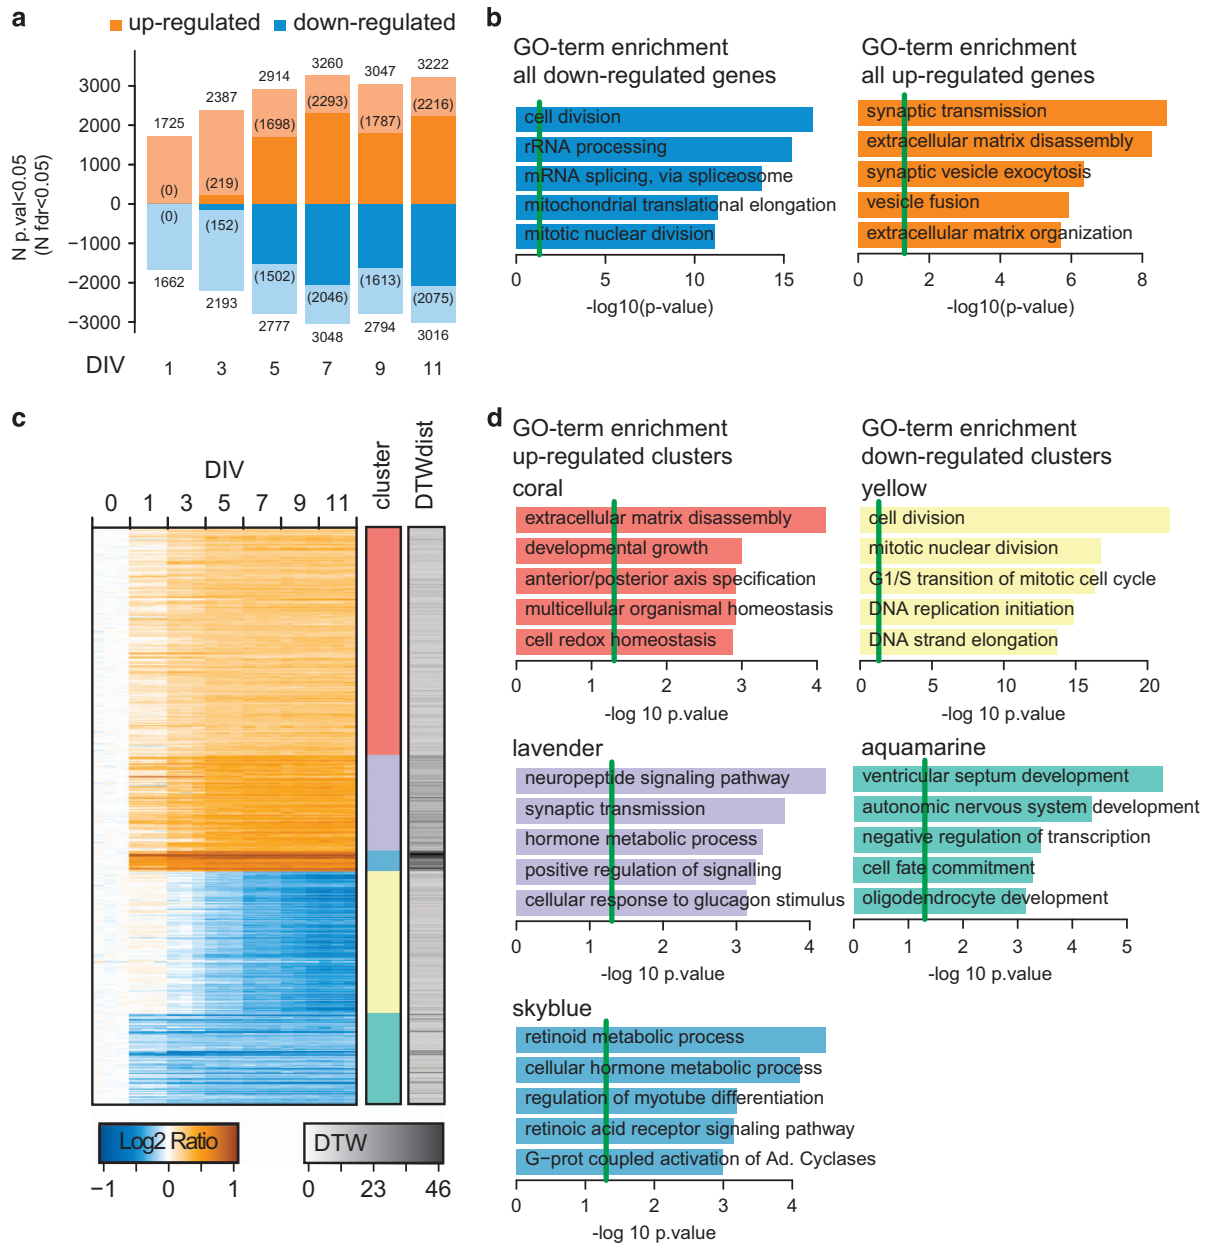 a
up-regulated down-regulated
N p.val<0.05
(N fdr<0.05)
3000
2000
1000
0
−1000
−2000
−3000
1725
2387
2914
3260
3047
3222
(0)
(219)
(1698)
(2293)
(1787)
(2216)
(0)
(152)
(1502)
(2046)
(1613)
(2075)
1662
2193
2777
3048
2794
3016
DIV 1 3 5 7 9 11
b
GO-term enrichment
all down-regulated genes
cell division
rRNA processing
mRNA splicing, via spliceosome
mitochondrial translational elongation
mitotic nuclear division
0 5 10 15
-log10(p-value)
GO-term enrichment
all up-regulated genes
synaptic transmission
extracellular matrix disassembly
synaptic vesicle exocytosis
vesicle fusion
extracellular matrix organization
0 2 4 6 8
-log10(p-value)
c
DIV
0 1 3 5 7 9 11
cluster
DTWdist
Log2 Ratio
−1 0 1
DTW
0 23 46
d
GO-term enrichment
up-regulated clusters
coral
extracellular matrix disassembly
developmental growth
anterior/posterior axis specification
multicellular organismal homeostasis
cell redox homeostasis
0 1 2 3 4
-log 10 p.value
lavender
neuropeptide signaling pathway
synaptic transmission
hormone metabolic process
positive regulation of signalling
cellular response to glucagon stimulus
0 1 2 3 4
-log 10 p.value
skyblue
retinoid metabolic process
cellular hormone metabolic process
regulation of myotube differentiation
retinoic acid receptor signaling pathway
G−prot coupled activation of Ad. Cyclases
0 1 2 3 4
-log 10 p.value
GO-term enrichment
down-regulated clusters
yellow
cell division
mitotic nuclear division
G1/S transition of mitotic cell cycle
DNA replication initiation
DNA strand elongation
0 5 10 15 20
-log 10 p.value
aquamarine
ventricular septum development
autonomic nervous system development
negative regulation of transcription
cell fate commitment
oligodendrocyte development
0 1 2 3 4 5
-log 10 p.value